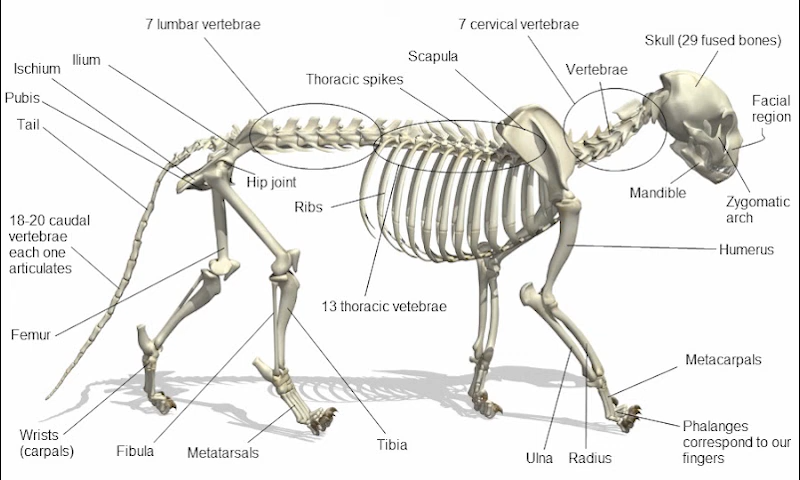 7 lumbar vertebrae
7 cervical vertebrae
Skull (29 fused bones)
Ilium
Scapula
Ischium
Vertebrae
Thoracic spikes
Pubis
Facial
region
Tail
Hip joint
Mandible
Ribs
Zygomatic
arch
18-20 caudal
vertebrae
each one
articulates
Humerus
13 thoracic vetebrae
Femur
Metacarpals
Phalanges
correspond to our
fingers
Wrists
(carpals)
Fibula
Metatarsals
Tibia
Ulna
Radius